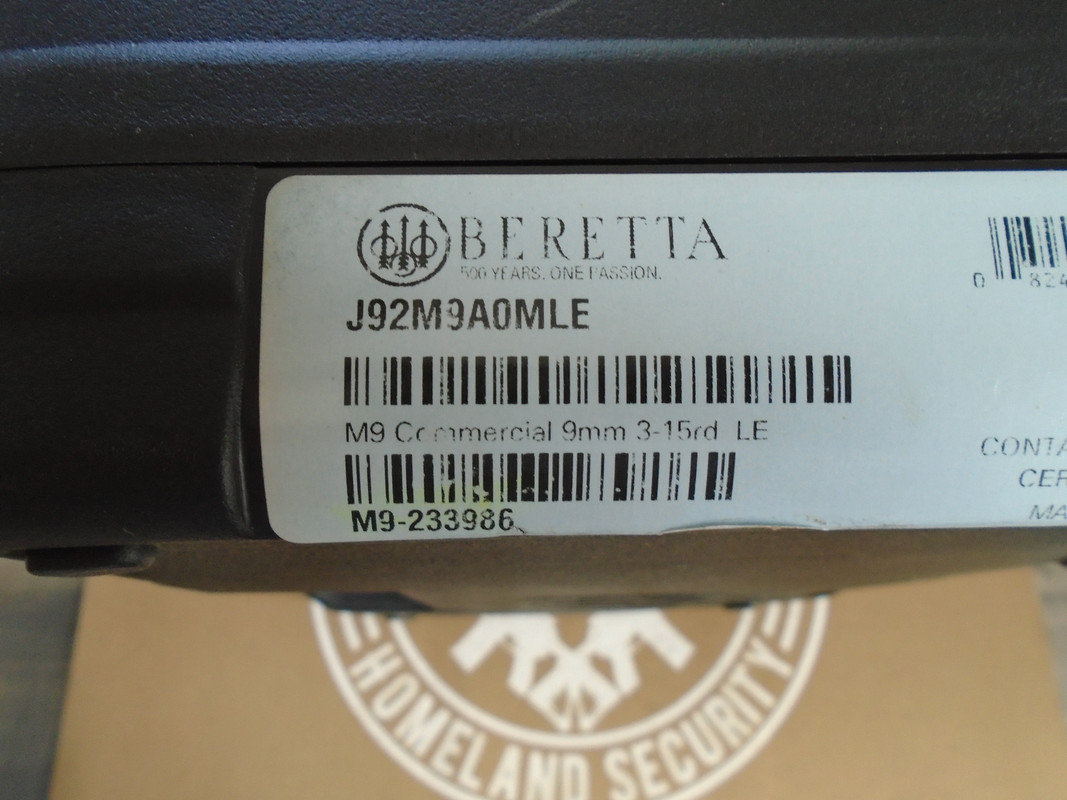 BERETTA
500 YEARS. ONE PASSION.
J92M9A0MLE
M9 Commercial 9mm 3-15rd LE
M9-233986
0 824
CONTA
CER
MA
HOMELAND SECURITY